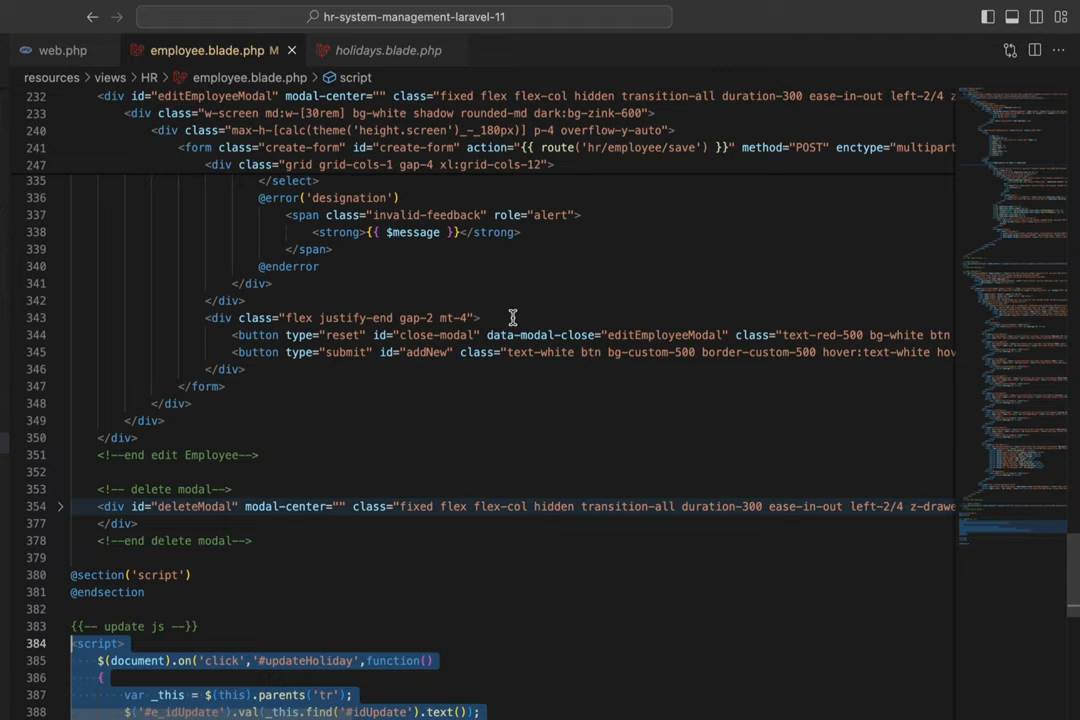 hr-system-management-laravel-11
web.php employee.blade.php M holidays.blade.php
resources > views > HR > employee.blade.php > script
232 <div id="editEmployeeModal" modal-center="" class="fixed flex flex-col hidden transition-all duration-300 ease-in-out left-2/4 z
233 <div class="w-screen md:w-[30rem] bg-white shadow rounded-md dark:bg-zink-600">
240 <div class="max-h-[calc(theme('height.screen')_-_180px)] p-4 overflow-y-auto">
241 <form class="create-form" id="create-form" action="{{ route('hr/employee/save') }}" method="POST" enctype="multipart
247 <div class="grid grid-cols-1 gap-4 xl:grid-cols-12">
335 </select>
336 @error('designation')
337 <span class="invalid-feedback" role="alert">
338 <strong>{{ $message }}</strong>
339 </span>
340 @enderror
341 </div>
342 </div>
343 <div class="flex justify-end gap-2 mt-4">
344 <button type="reset" id="close-modal" data-modal-close="editEmployeeModal" class="text-red-500 bg-white btn
345 <button type="submit" id="addNew" class="text-white btn bg-custom-500 border-custom-500 hover:text-white hov
346 </div>
347 </form>
348 </div>
349 </div>
350 </div>
351 <!--end edit Employee-->
352
353 <!-- delete modal-->
354 <div id="deleteModal" modal-center="" class="fixed flex flex-col hidden transition-all duration-300 ease-in-out left-2/4 z-drawe
377 </div>
378 <!--end delete modal-->
379
380 @section('script')
381 @endsection
382
383 {{-- update js --}}
384 <script>
385 $(document).on('click','#updateHoliday',function()
386 {
387 var _this = $(this).parents('tr');
388 $('#e_idUpdate').val(_this.find('#idUpdate').text());